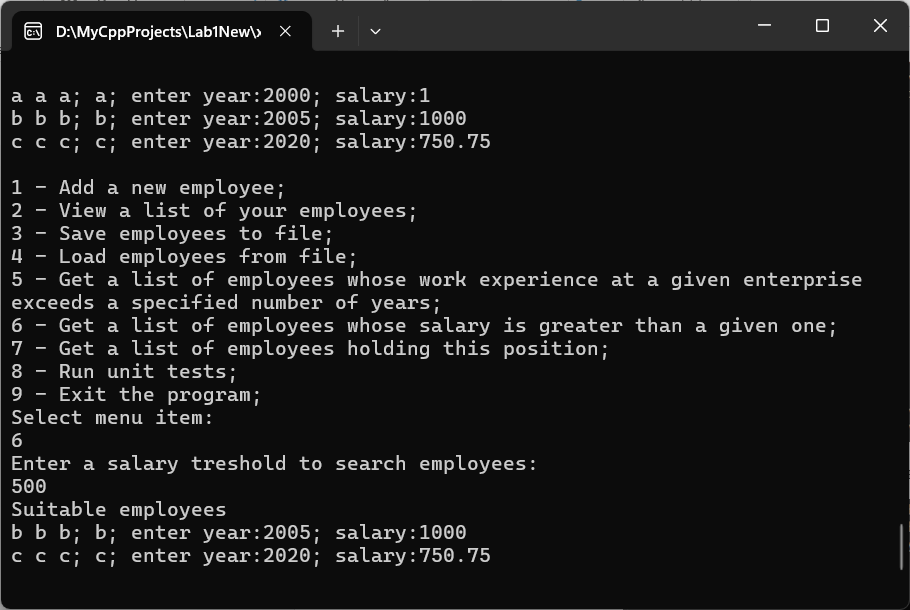 D:\MyCppProjects\Lab1New\x
a a a; a; enter year:2000; salary:1
b b b; b; enter year:2005; salary:1000
c c c; c; enter year:2020; salary:750.75
1 - Add a new employee;
2 - View a list of your employees;
3 - Save employees to file;
4 - Load employees from file;
5 - Get a list of employees whose work experience at a given enterprise
exceeds a specified number of years;
6 - Get a list of employees whose salary is greater than a given one;
7 - Get a list of employees holding this position;
8 - Run unit tests;
9 - Exit the program;
Select menu item:
6
Enter a salary treshold to search employees:
500
Suitable employees
b b b; b; enter year:2005; salary:1000
c c c; c; enter year:2020; salary:750.75